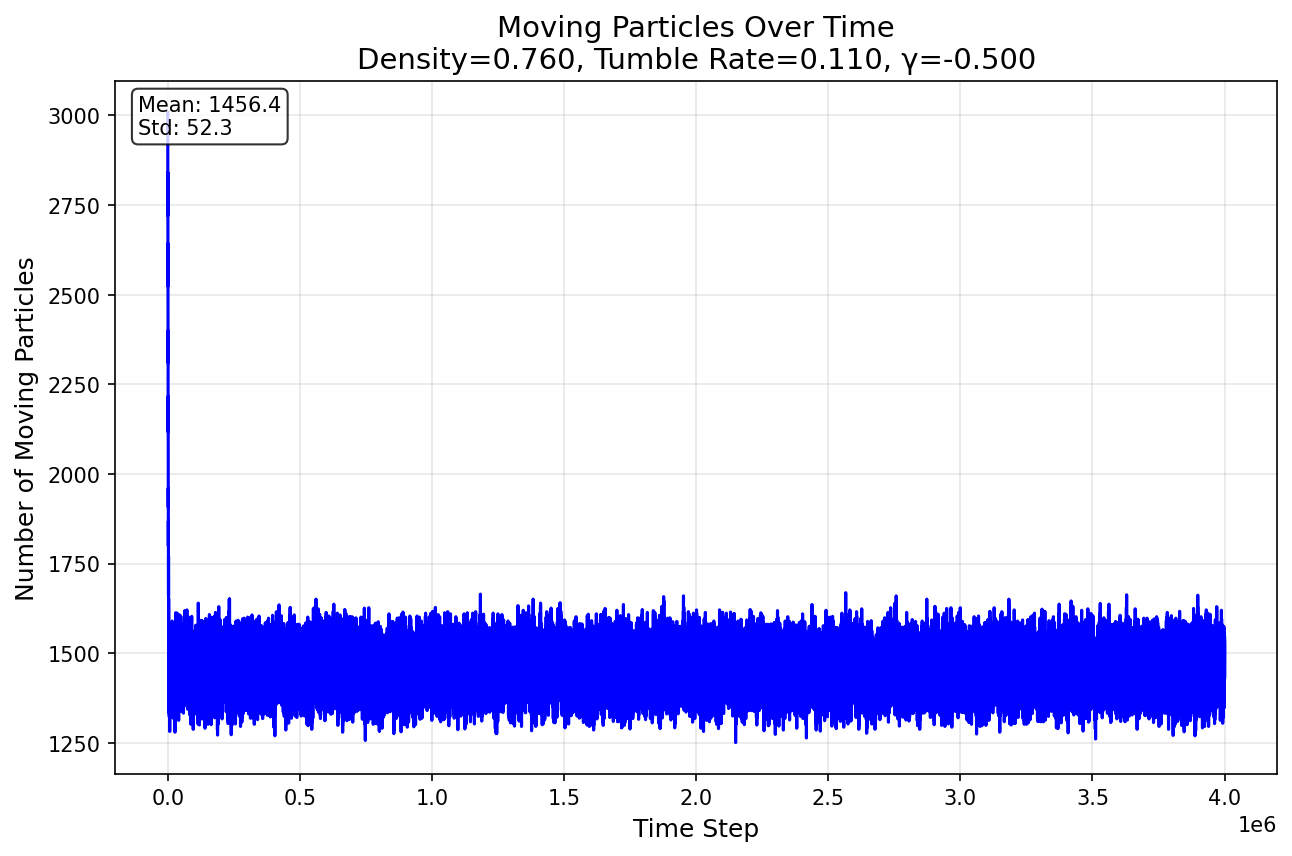 Moving Particles Over Time
Density=0.760, Tumble Rate=0.110, γ=-0.500
Mean: 1456.4
Std: 52.3
Number of Moving Particles
3000
2750
2500
2250
2000
1750
1500
1250
0.0 0.5 1.0 1.5 2.0 2.5 3.0 3.5 4.0
1e6
Time Step